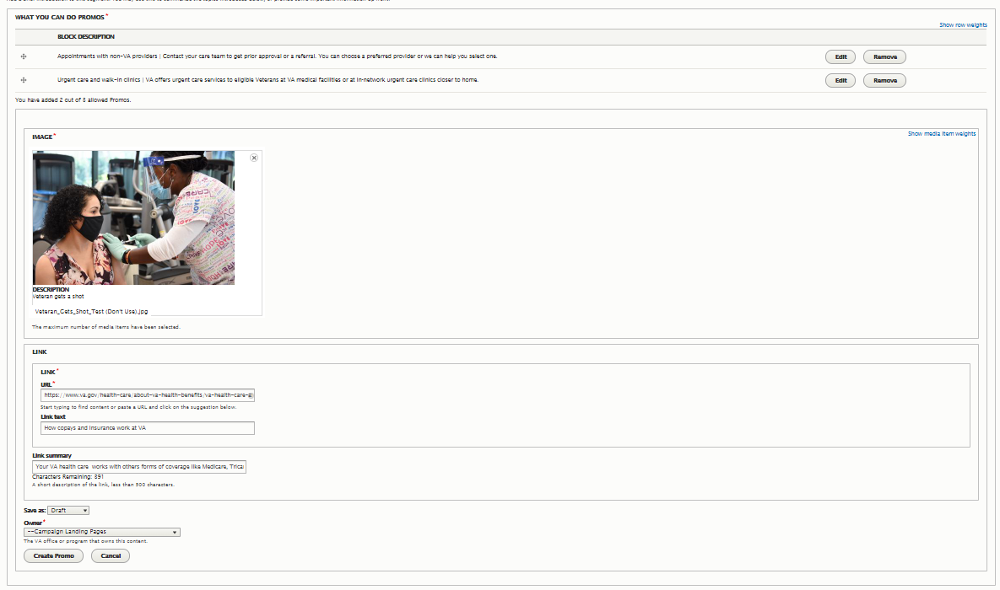 WHAT YOU CAN DO PROMOS*
Show row weights
BLOCK DESCRIPTION
Appointments with non-VA providers | Contact your care team to get prior approval or a referral. You can choose a preferred provider or we can help you select one.
Edit Remove
Urgent care and walk-in clinics | VA offers urgent care services to eligible Veterans at VA medical facilities or at in-network urgent care clinics closer to home.
Edit Remove
You have added 2 out of 3 allowed Promos.
IMAGE*
Show media item weights
CARE
LOVE
HOPE
DESCRIPTION
Veteran gets a shot
Veteran_Gets_Shot_Test (Don't Use).jpg
The maximum number of media items have been selected.
LINK
LINK*
URL*
https://www.va.gov/health-care/about-va-health-benefits/va-health-care-
Start typing to find content or paste a URL and click on the suggestion below.
Link text
How copays and insurance work at VA
Link summary
Your VA health care works with others forms of coverage like Medicare, Trica
Characters Remaining: 891
A short description of the link, less than 300 characters.
Save as: Draft
Owner*
--Campaign Landing Pages
The VA office or program that owns this content.
Create Promo Cancel